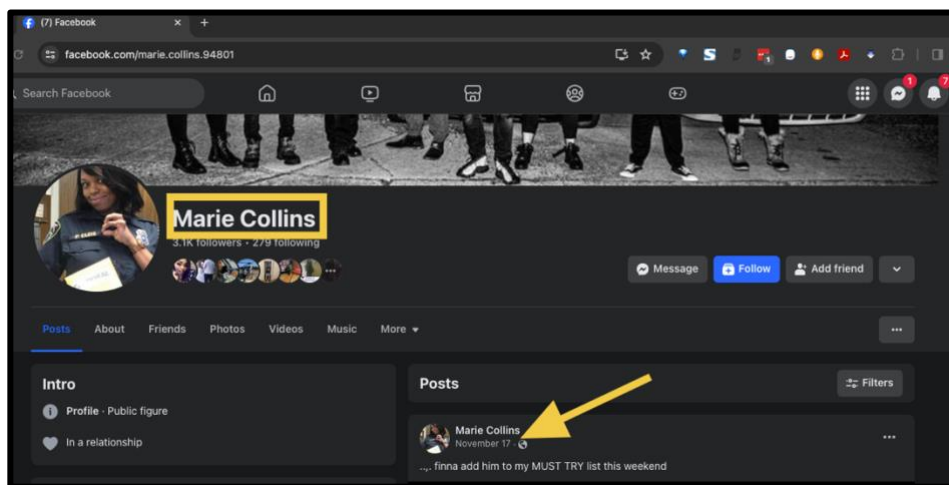 (7) Facebook
facebook.com/marie.collins.94801
Search Facebook
1
7
Marie Collins
3.1K followers • 279 following
Message
Follow
Add friend
Posts
About
Friends
Photos
Videos
Music
More
Intro
Profile · Public figure
In a relationship
Posts
Filters
Marie Collins
November 17 ·
..,. finna add him to my MUST TRY list this weekend